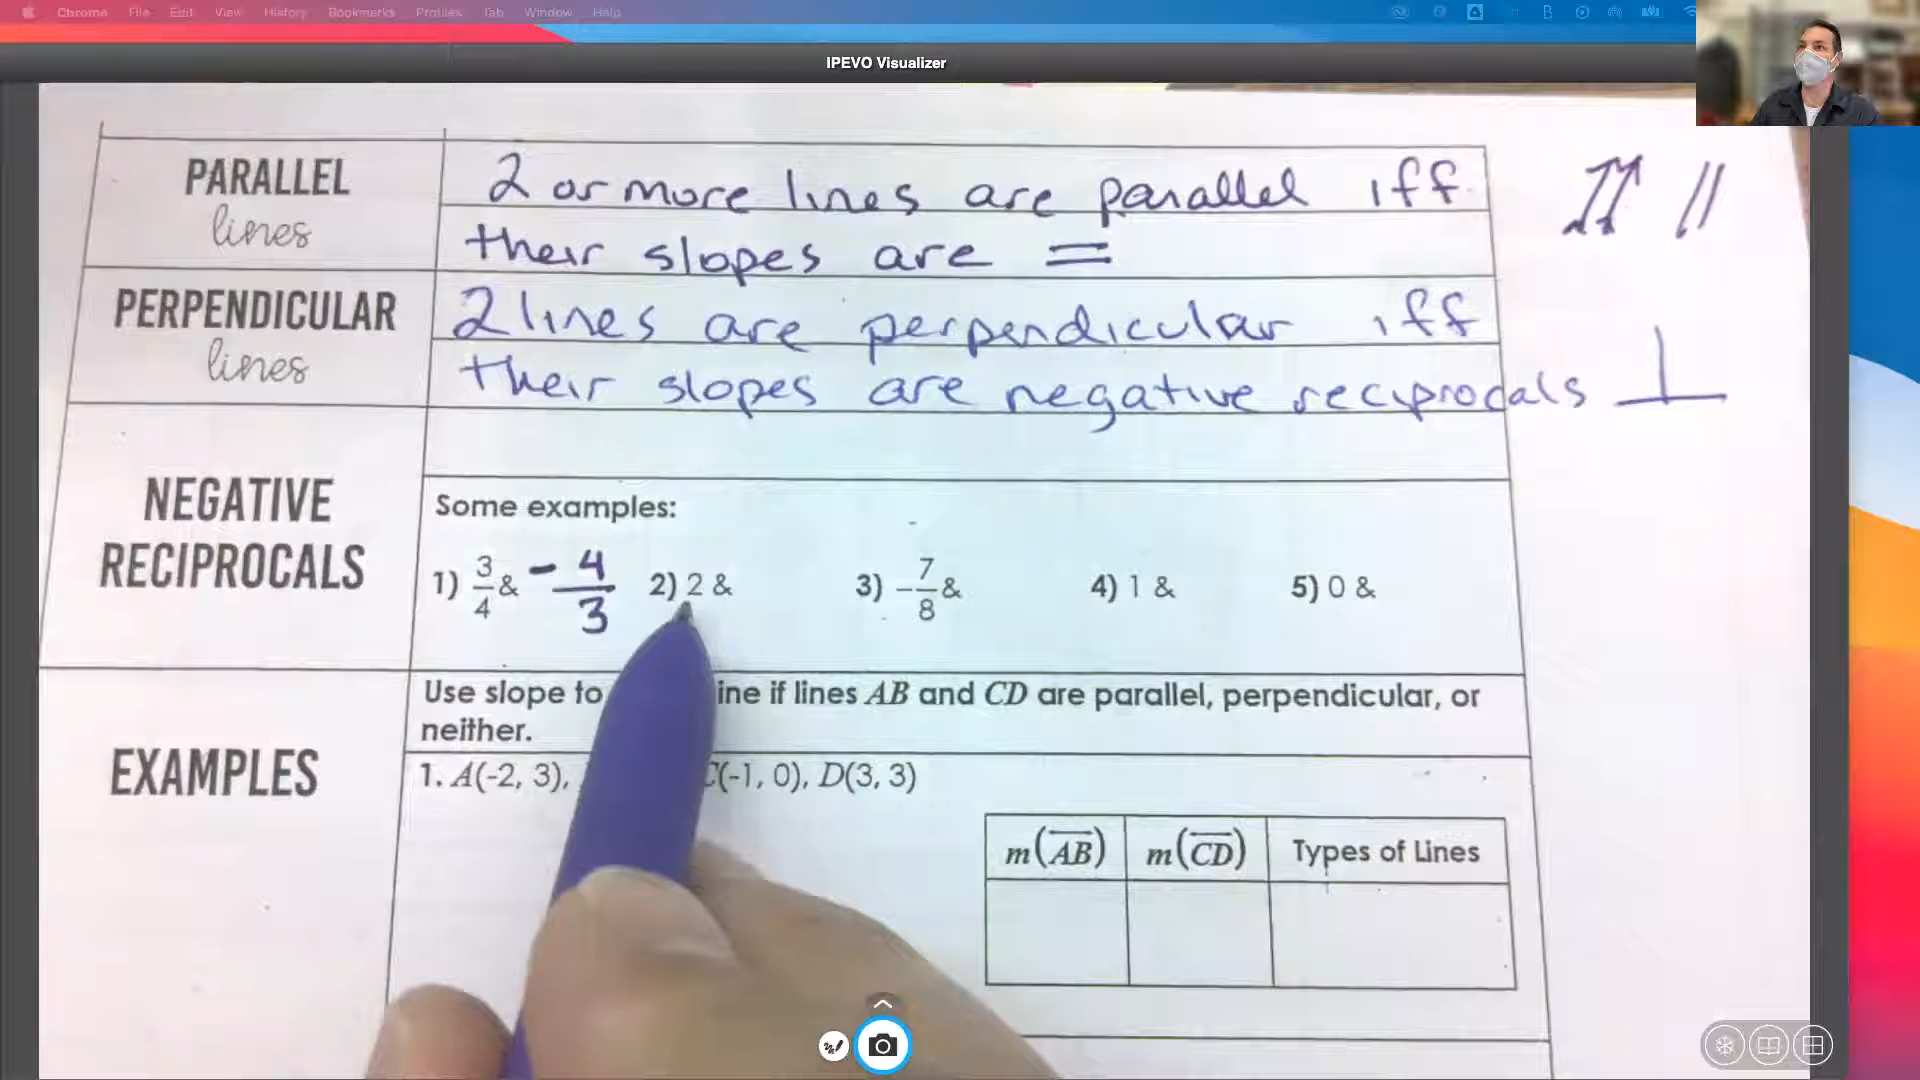 Chrome File Edit View History Bookmarks Profiles Tab Window Help
IPEVO Visualizer
PARALLEL
lines
2 or more lines are parallel iff
their slopes are =
PERPENDICULAR
lines
2 lines are perpendicular iff
their slopes are negative reciprocals ⊥
NEGATIVE
RECIPROCALS
Some examples:
1) 3/4 & -4/3 2) 2 & 3) -7/8 & 4) 1 & 5) 0 &
EXAMPLES
Use slope to ine if lines AB and CD are parallel, perpendicular, or
neither.
1. A(-2, 3), C(-1, 0), D(3, 3)
m(AB) m(CD) Types of Lines